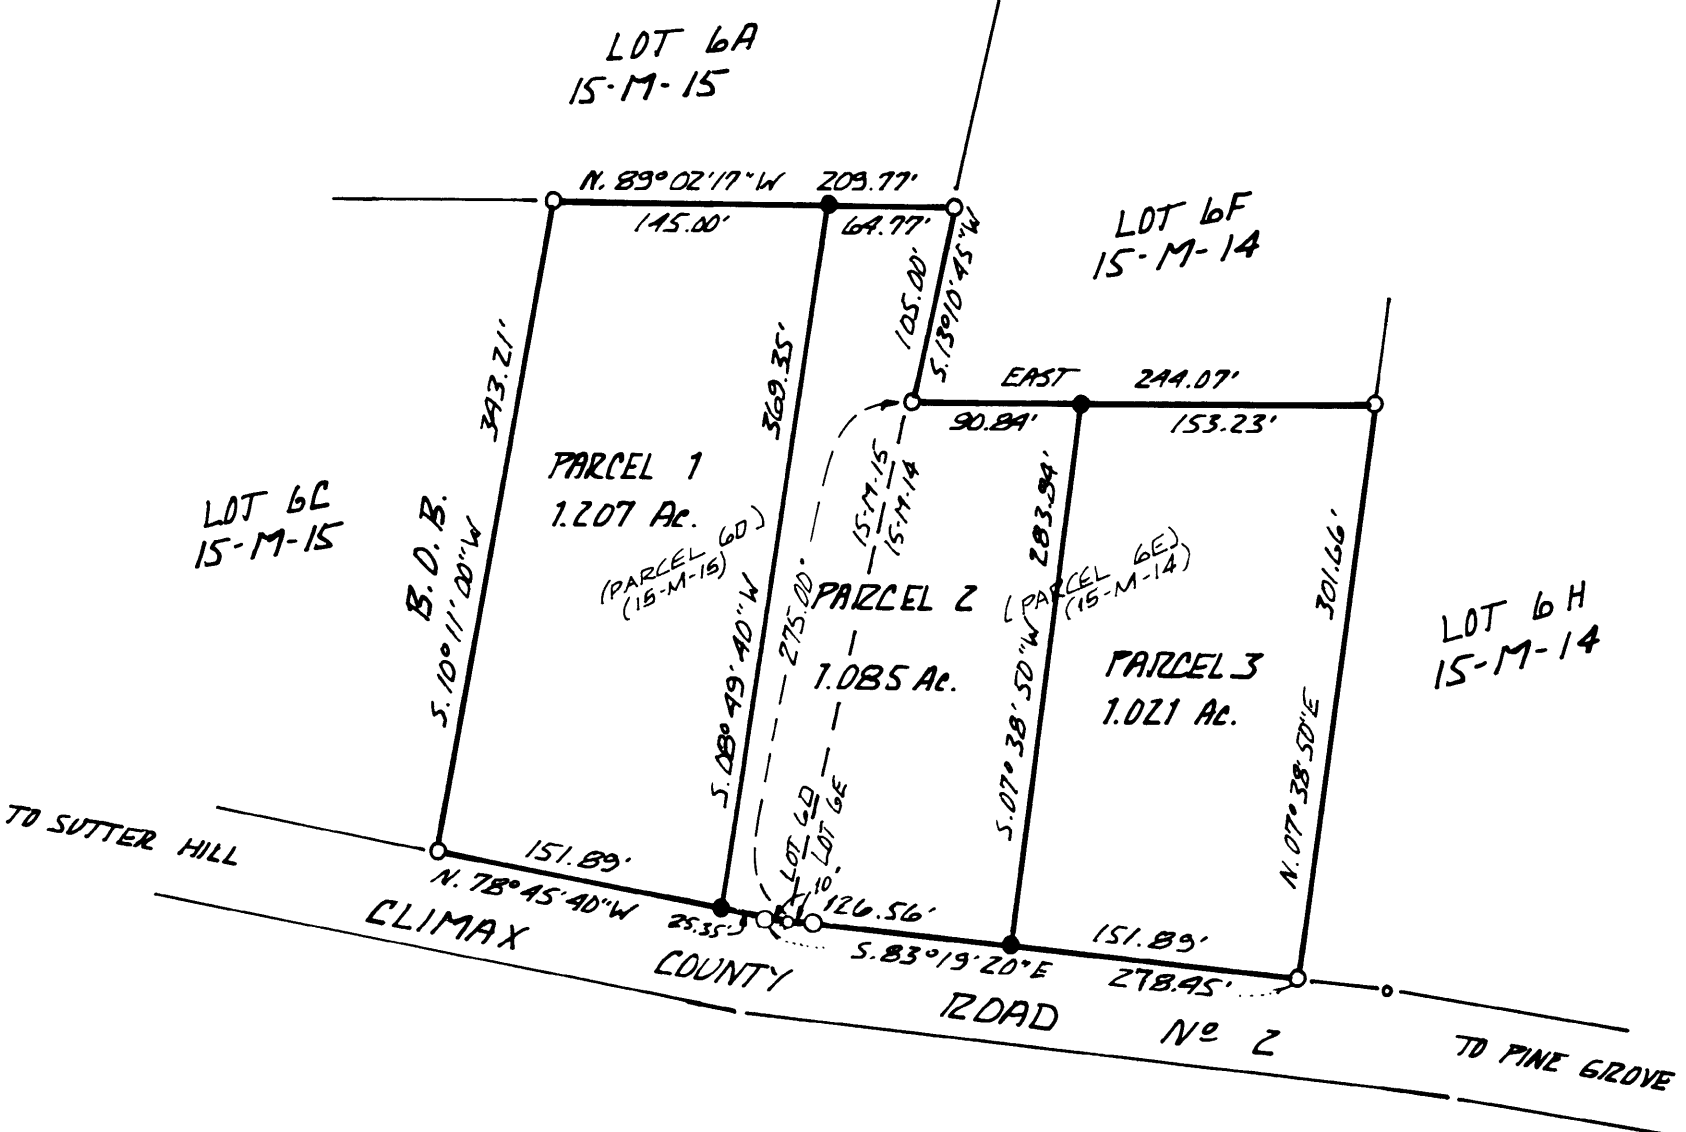 LOT 6A
15-M-15
N. 89° 02' 17" W 209.77'
145.00'
64.77'
105.00'
S. 13° 10' 45" W
LOT 6F
15-M-14
EAST 244.07'
90.84'
153.23'
343.21'
S. 10° 11' 00" W
B. O. B.
LOT 6C
15-M-15
PARCEL 1
1.207 Ac.
(PARCEL 6D)
(15-M-15)
369.35'
S. 08° 49' 40" W
275.00'
15-M-15
15-M-14
PARCEL 2
1.085 Ac.
LOT 6D
LOT 6E
10'
283.94'
S. 07° 38' 50" W
(PARCEL 6E)
(15-M-14)
PARCEL 3
1.021 Ac.
301.66'
N. 07° 38' 50" E
LOT 6H
15-M-14
TO SUTTER HILL
151.89'
N. 78° 45' 40" W
25.35'
126.56'
S. 83° 19' 20" E
151.89'
278.45'
CLIMAX COUNTY ROAD Nº 2
TO PINE GROVE